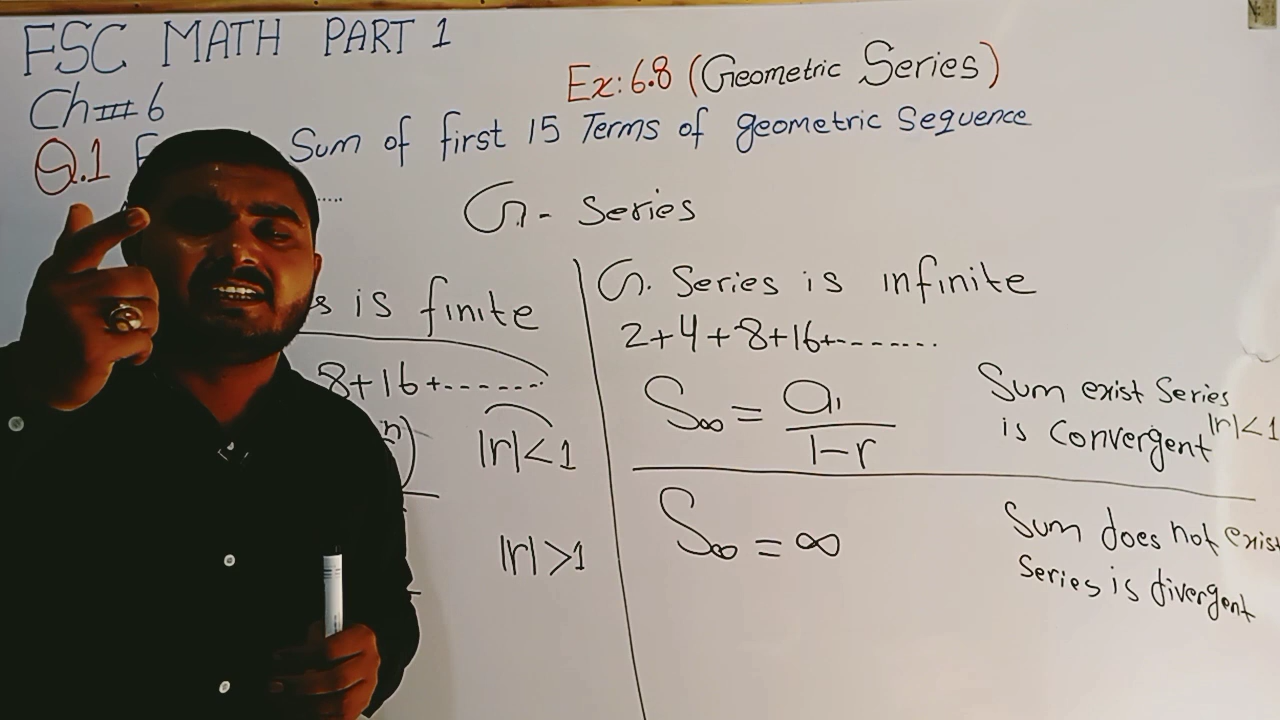 FSC MATH PART 1
Ch# 6
Ex: 6.8 (Geometric Series)
Q.1 Sum of first 15 Terms of geometric Sequence
.....
G - Series
s is finite
8+16+-------
|r|<1
|r|>1
G. Series is infinite
2+4+8+16+-------
S∞ = a₁/1-r
Sum exist Series
is Convergent |r|<1
S∞ = ∞
Sum does not exist
Series is divergent